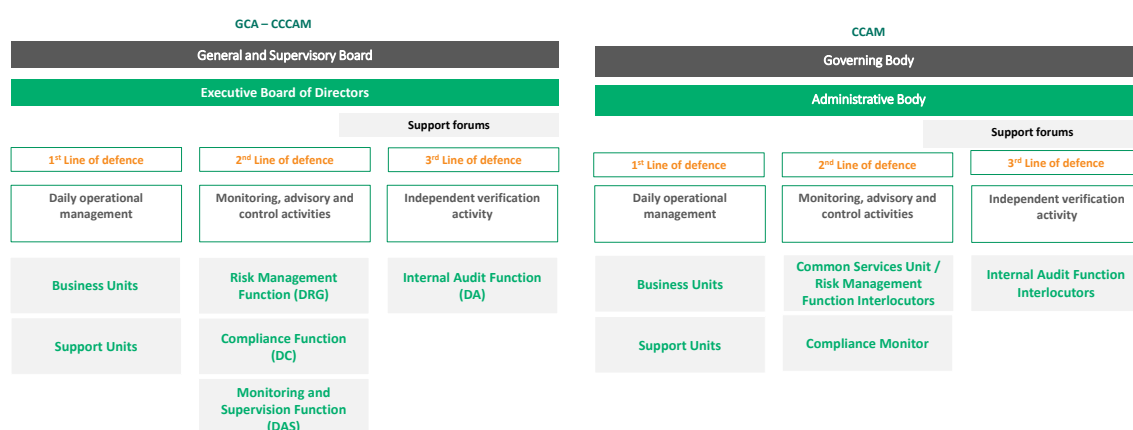 GCA – CCCAM
General and Supervisory Board
Executive Board of Directors
Support forums
1st Line of defence
2nd Line of defence
3rd Line of defence
Daily operational
management
Monitoring, advisory and
control activities
Independent verification
activity
Business Units
Risk Management
Function (DRG)
Internal Audit Function
(DA)
Support Units
Compliance Function
(DC)
Monitoring and
Supervision Function
(DAS)
CCAM
Governing Body
Administrative Body
Support forums
1st Line of defence
2nd Line of defence
3rd Line of defence
Daily operational
management
Monitoring, advisory and
control activities
Independent verification
activity
Business Units
Common Services Unit /
Risk Management
Function Interlocutors
Internal Audit Function
Interlocutors
Support Units
Compliance Monitor